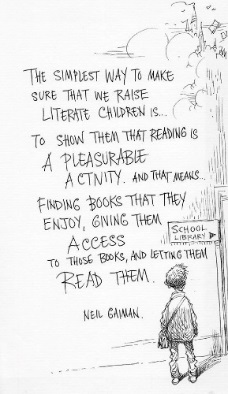 THE SIMPLEST WAY TO MAKE
SURE THAT WE RAISE
LITERATE CHILDREN IS...
TO SHOW THEM THAT READING IS
A PLEASURABLE
ACTIVITY. AND THAT MEANS...
FINDING BOOKS THAT THEY
ENJOY, GIVING THEM
ACCESS
TO THOSE BOOKS, AND LETTING THEM
READ THEM.
NEIL GAIMAN.
SCHOOL
LIBRARY